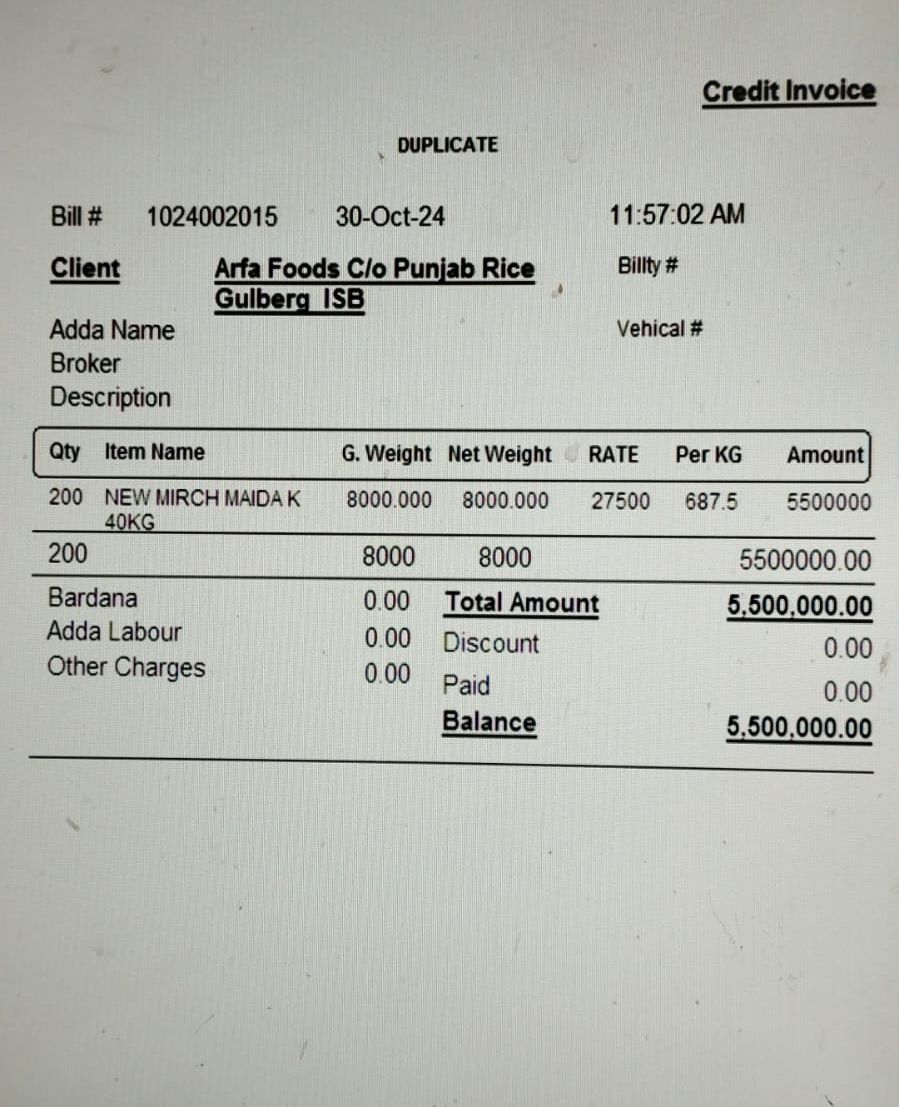 Credit Invoice
DUPLICATE
Bill # 1024002015 30-Oct-24 11:57:02 AM
Client Arfa Foods C/o Punjab Rice Billty #
Gulberg ISB
Adda Name Vehical #
Broker
Description
Qty Item Name G. Weight Net Weight RATE Per KG Amount
200 NEW MIRCH MAIDA K 8000.000 8000.000 27500 687.5 5500000
40KG
200 8000 8000 5500000.00
Bardana 0.00 Total Amount 5,500,000.00
Adda Labour 0.00 Discount 0.00
Other Charges 0.00 Paid 0.00
Balance 5,500,000.00